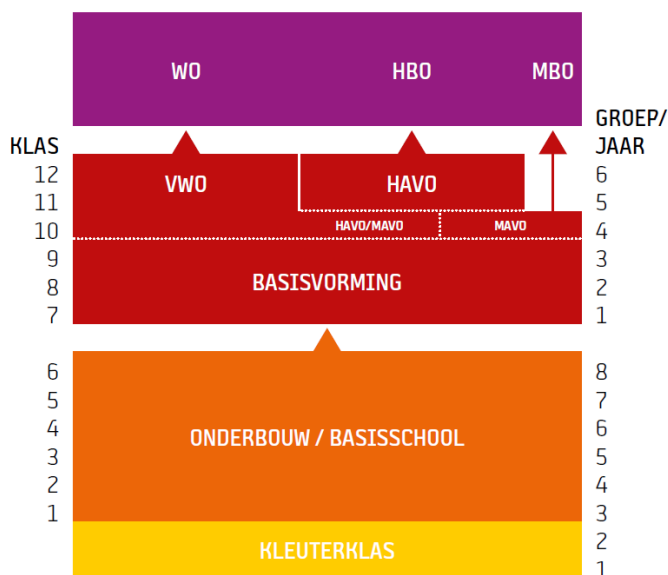 WO HBO MBO
GROEP/
KLAS JAAR
12 VWO HAVO 6
11 5
10 HAVO/MAVO MAVO 4
9 3
8 BASISVORMING 2
7 1
6 8
5 7
4 ONDERBOUW / BASISSCHOOL 6
3 5
2 4
1 3
KLEUTERKLAS 2
1